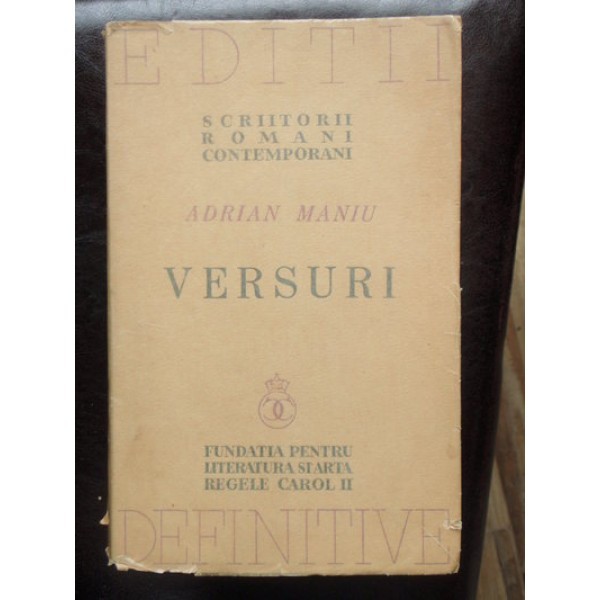 EDITII
SCRIITORII
ROMANI
CONTEMPORANI
ADRIAN MANIU
VERSURI
FUNDATIA PENTRU
LITERATURA SI ARTA
REGELE CAROL II
DEFINITIVE